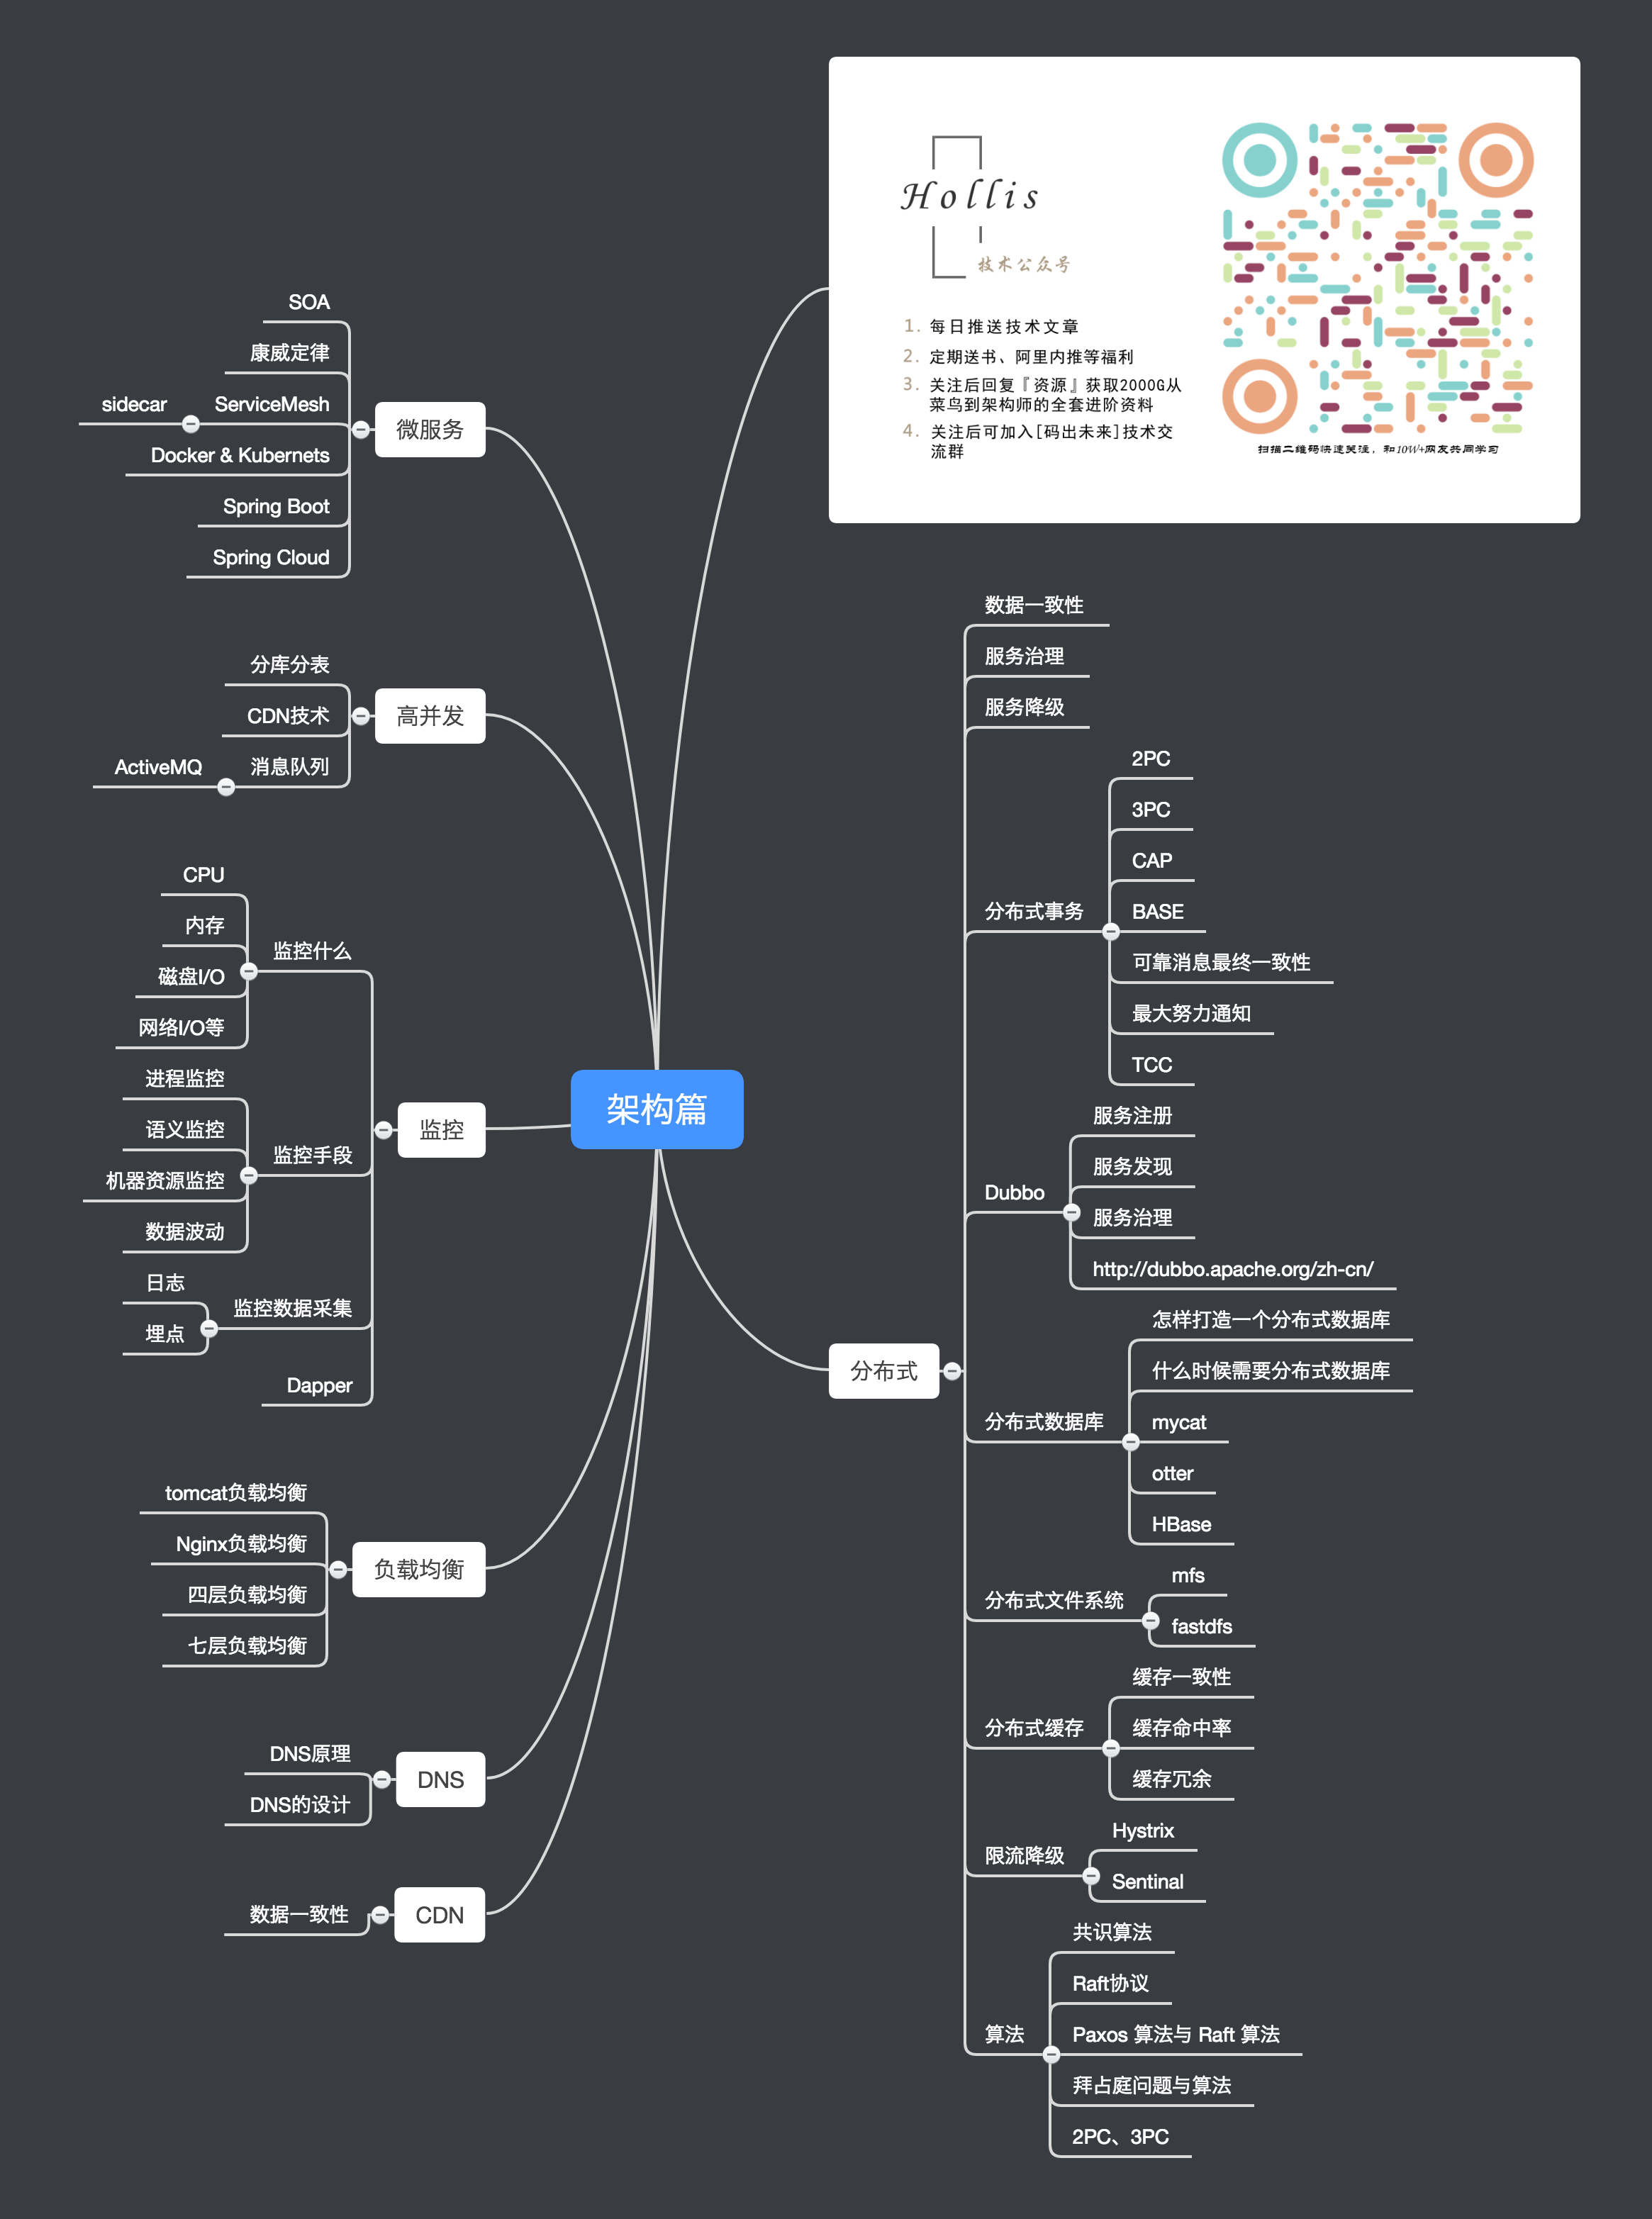 Hollis
技术公众号
1. 每日推送技术文章
2. 定期送书、阿里内推等福利
3. 关注后回复『资源』获取2000G从
菜鸟到架构师的全套进阶资料
4. 关注后可加入[码出未来]技术交
流群
扫描二维码快速关注，和10W+网友共同学习
架构篇
微服务
SOA
康威定律
ServiceMesh
sidecar
Docker & Kubernets
Spring Boot
Spring Cloud
高并发
分库分表
CDN技术
消息队列
ActiveMQ
监控
监控什么
CPU
内存
磁盘I/O
网络I/O等
监控手段
进程监控
语义监控
机器资源监控
数据波动
监控数据采集
日志
埋点
Dapper
负载均衡
tomcat负载均衡
Nginx负载均衡
四层负载均衡
七层负载均衡
DNS
DNS原理
DNS的设计
CDN
数据一致性
分布式
数据一致性
服务治理
服务降级
分布式事务
2PC
3PC
CAP
BASE
可靠消息最终一致性
最大努力通知
TCC
Dubbo
服务注册
服务发现
服务治理
http://dubbo.apache.org/zh-cn/
分布式数据库
怎样打造一个分布式数据库
什么时候需要分布式数据库
mycat
otter
HBase
分布式文件系统
mfs
fastdfs
分布式缓存
缓存一致性
缓存命中率
缓存冗余
限流降级
Hystrix
Sentinal
算法
共识算法
Raft协议
Paxos 算法与 Raft 算法
拜占庭问题与算法
2PC、3PC